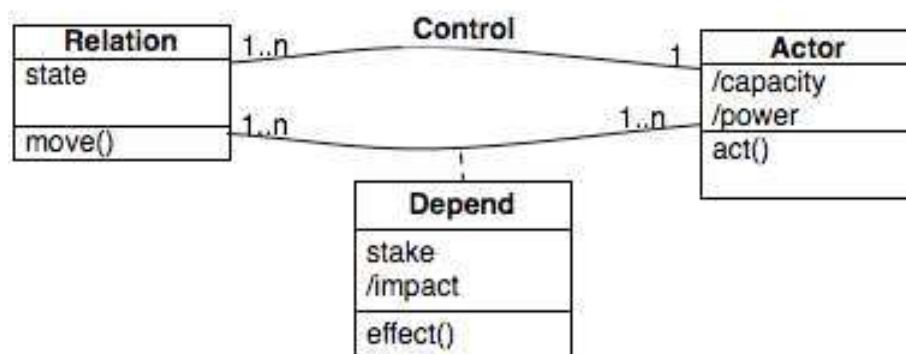 Relation
state
move()
1..n
Control
1
Actor
/capacity
/power
act()
1..n
1..n
Depend
stake
/impact
effect()